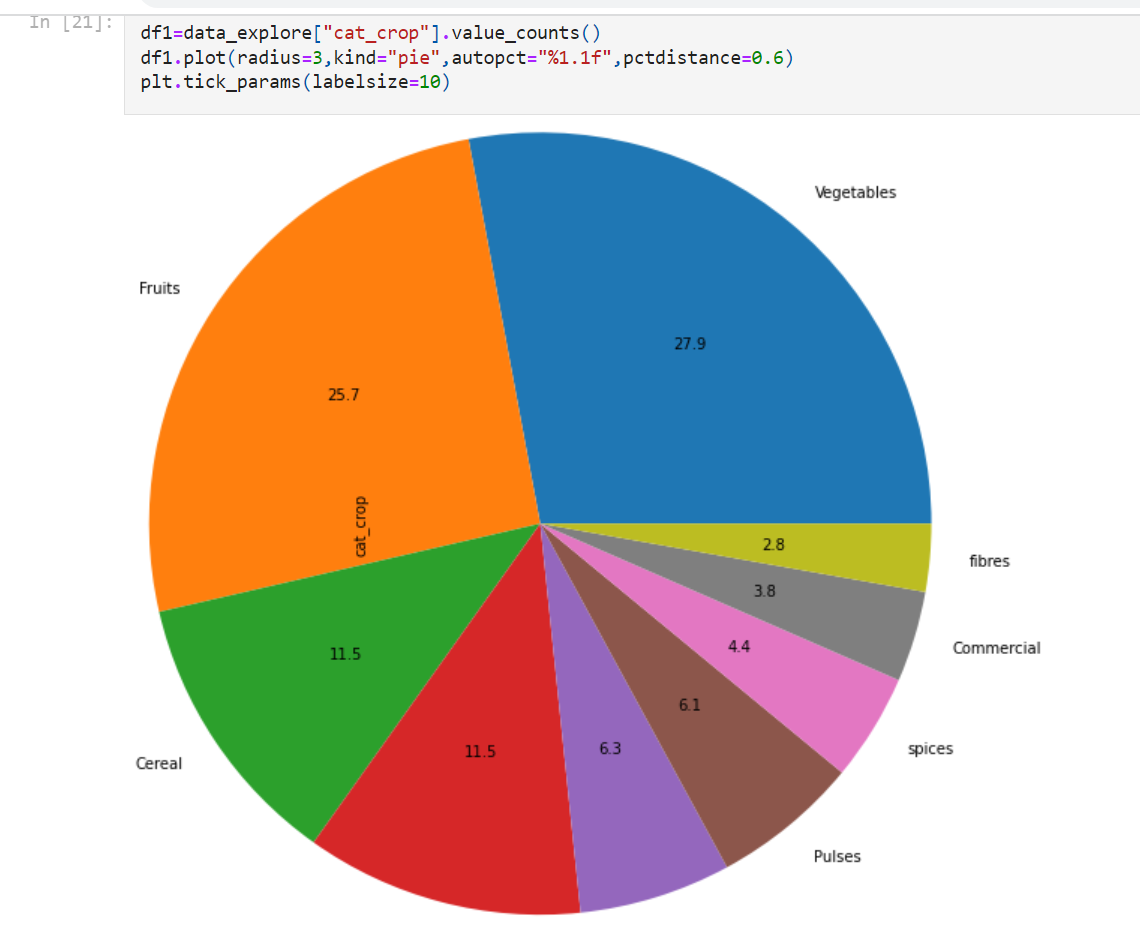 In [21]:
df1=data_explore["cat_crop"].value_counts()
df1.plot(radius=3,kind="pie",autopct="%1.1f",pctdistance=0.6)
plt.tick_params(labelsize=10)
Vegetables
Fruits
27.9
25.7
cat_crop
2.8
fibres
3.8
Commercial
4.4
11.5
6.1
spices
6.3
11.5
Cereal
Pulses